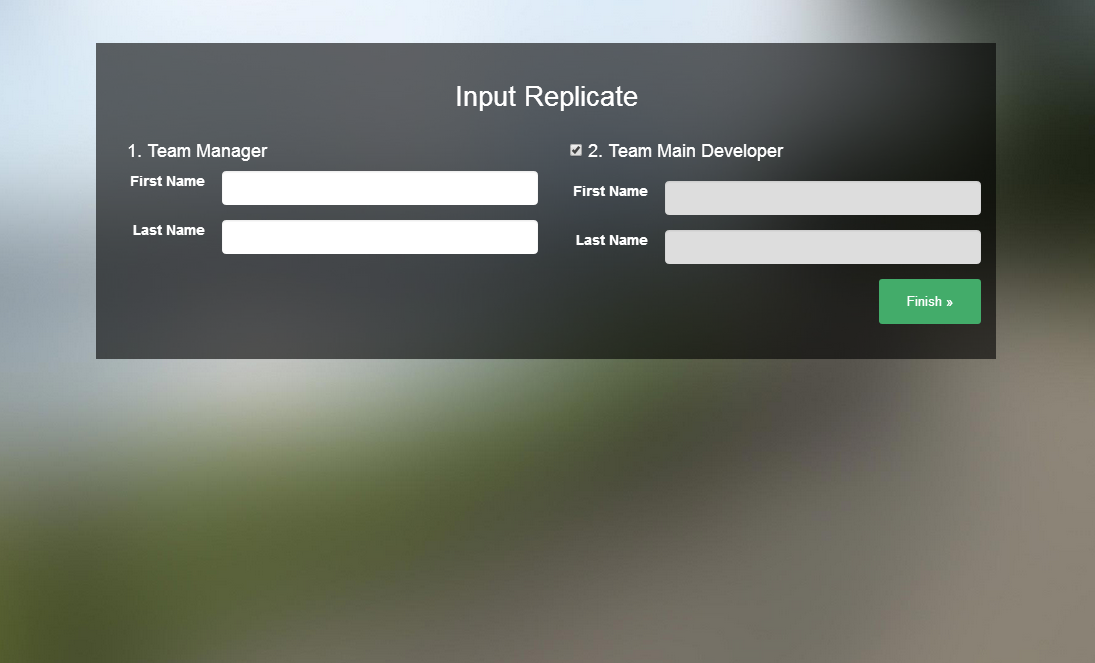 Input Replicate
1. Team Manager
First Name
Last Name
2. Team Main Developer
First Name
Last Name
Finish »